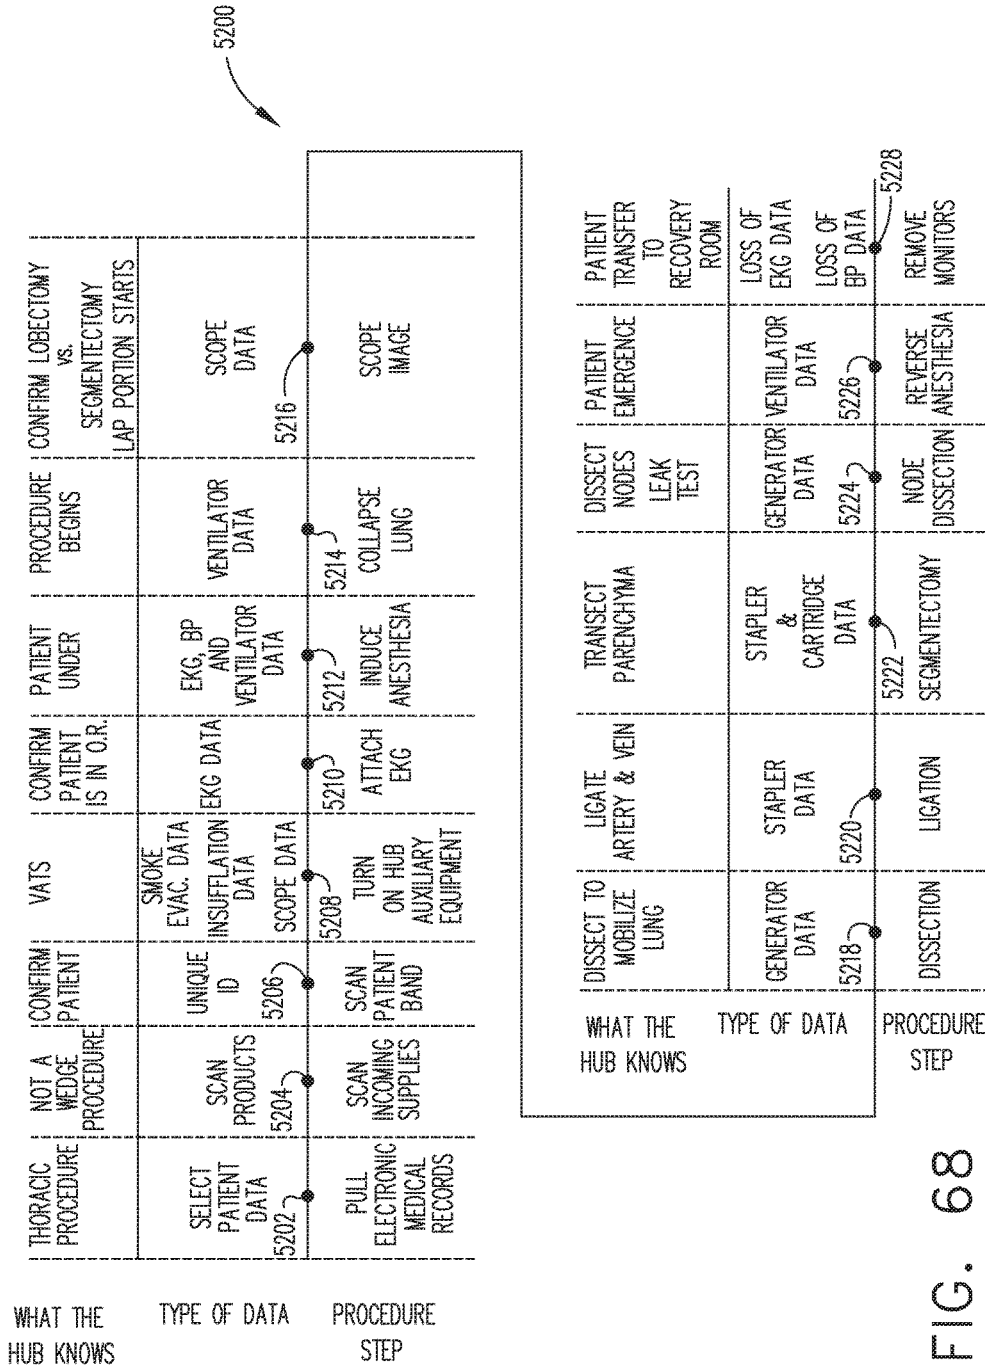 5200
WHAT THE
HUB KNOWS
THORACIC
PROCEDURE
NOT A
WEDGE
PROCEDURE
CONFIRM
PATIENT
VATS
CONFIRM
PATIENT
IS IN O.R.
PATIENT
UNDER
PROCEDURE
BEGINS
CONFIRM LOBECTOMY
vs.
SEGMENTECTOMY
LAP PORTION STARTS
TYPE OF DATA
SELECT
PATIENT
DATA
5202
SCAN
PRODUCTS
5204
UNIQUE
ID
5206
SMOKE
EVAC. DATA
INSUFFLATION
DATA
SCOPE DATA
5208
EKG DATA
5210
EKG, BP
AND
VENTILATOR
DATA
5212
VENTILATOR
DATA
5214
SCOPE
DATA
5216
PROCEDURE
STEP
PULL
ELECTRONIC
MEDICAL
RECORDS
SCAN
INCOMING
SUPPLIES
SCAN
PATIENT
BAND
TURN
ON HUB
AUXILIARY
EQUIPMENT
ATTACH
EKG
INDUCE
ANESTHESIA
COLLAPSE
LUNG
SCOPE
IMAGE
WHAT THE
HUB KNOWS
DISSECT TO
MOBILIZE
LUNG
LIGATE
ARTERY & VEIN
TRANSECT
PARENCHYMA
DISSECT
NODES
LEAK
TEST
PATIENT
EMERGENCE
PATIENT
TRANSFER
TO
RECOVERY
ROOM
TYPE OF DATA
GENERATOR
DATA
5218
STAPLER
DATA
5220
STAPLER
&
CARTRIDGE
DATA
5222
GENERATOR
DATA
5224
VENTILATOR
DATA
5226
LOSS OF
EKG DATA
LOSS OF
BP DATA
5228
PROCEDURE
STEP
DISSECTION
LIGATION
SEGMENTECTOMY
NODE
DISSECTION
REVERSE
ANESTHESIA
REMOVE
MONITORS
FIG. 68